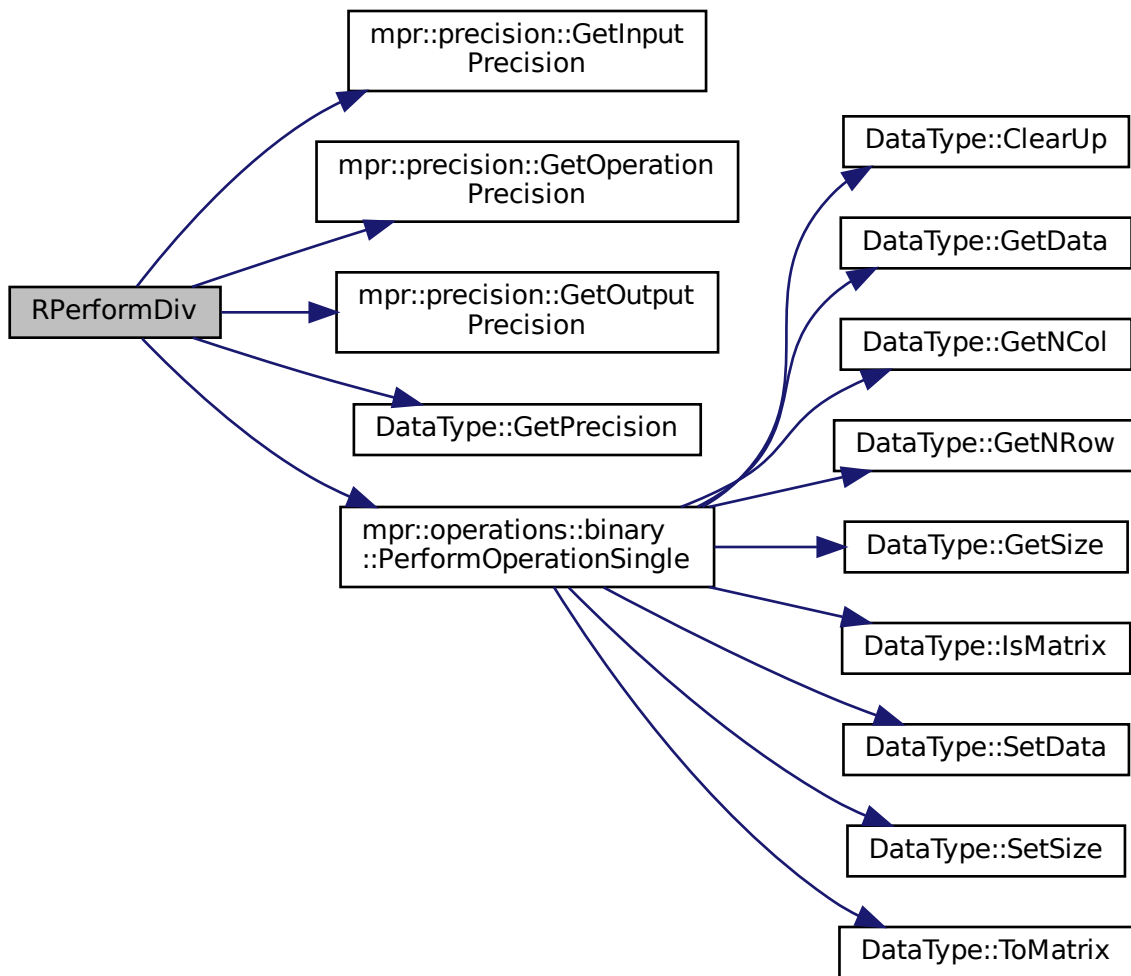 RPerformDiv
mpr::precision::GetInput
Precision
mpr::precision::GetOperation
Precision
mpr::precision::GetOutput
Precision
DataType::GetPrecision
mpr::operations::binary
::PerformOperationSingle
DataType::ClearUp
DataType::GetData
DataType::GetNCol
DataType::GetNRow
DataType::GetSize
DataType::IsMatrix
DataType::SetData
DataType::SetSize
DataType::ToMatrix